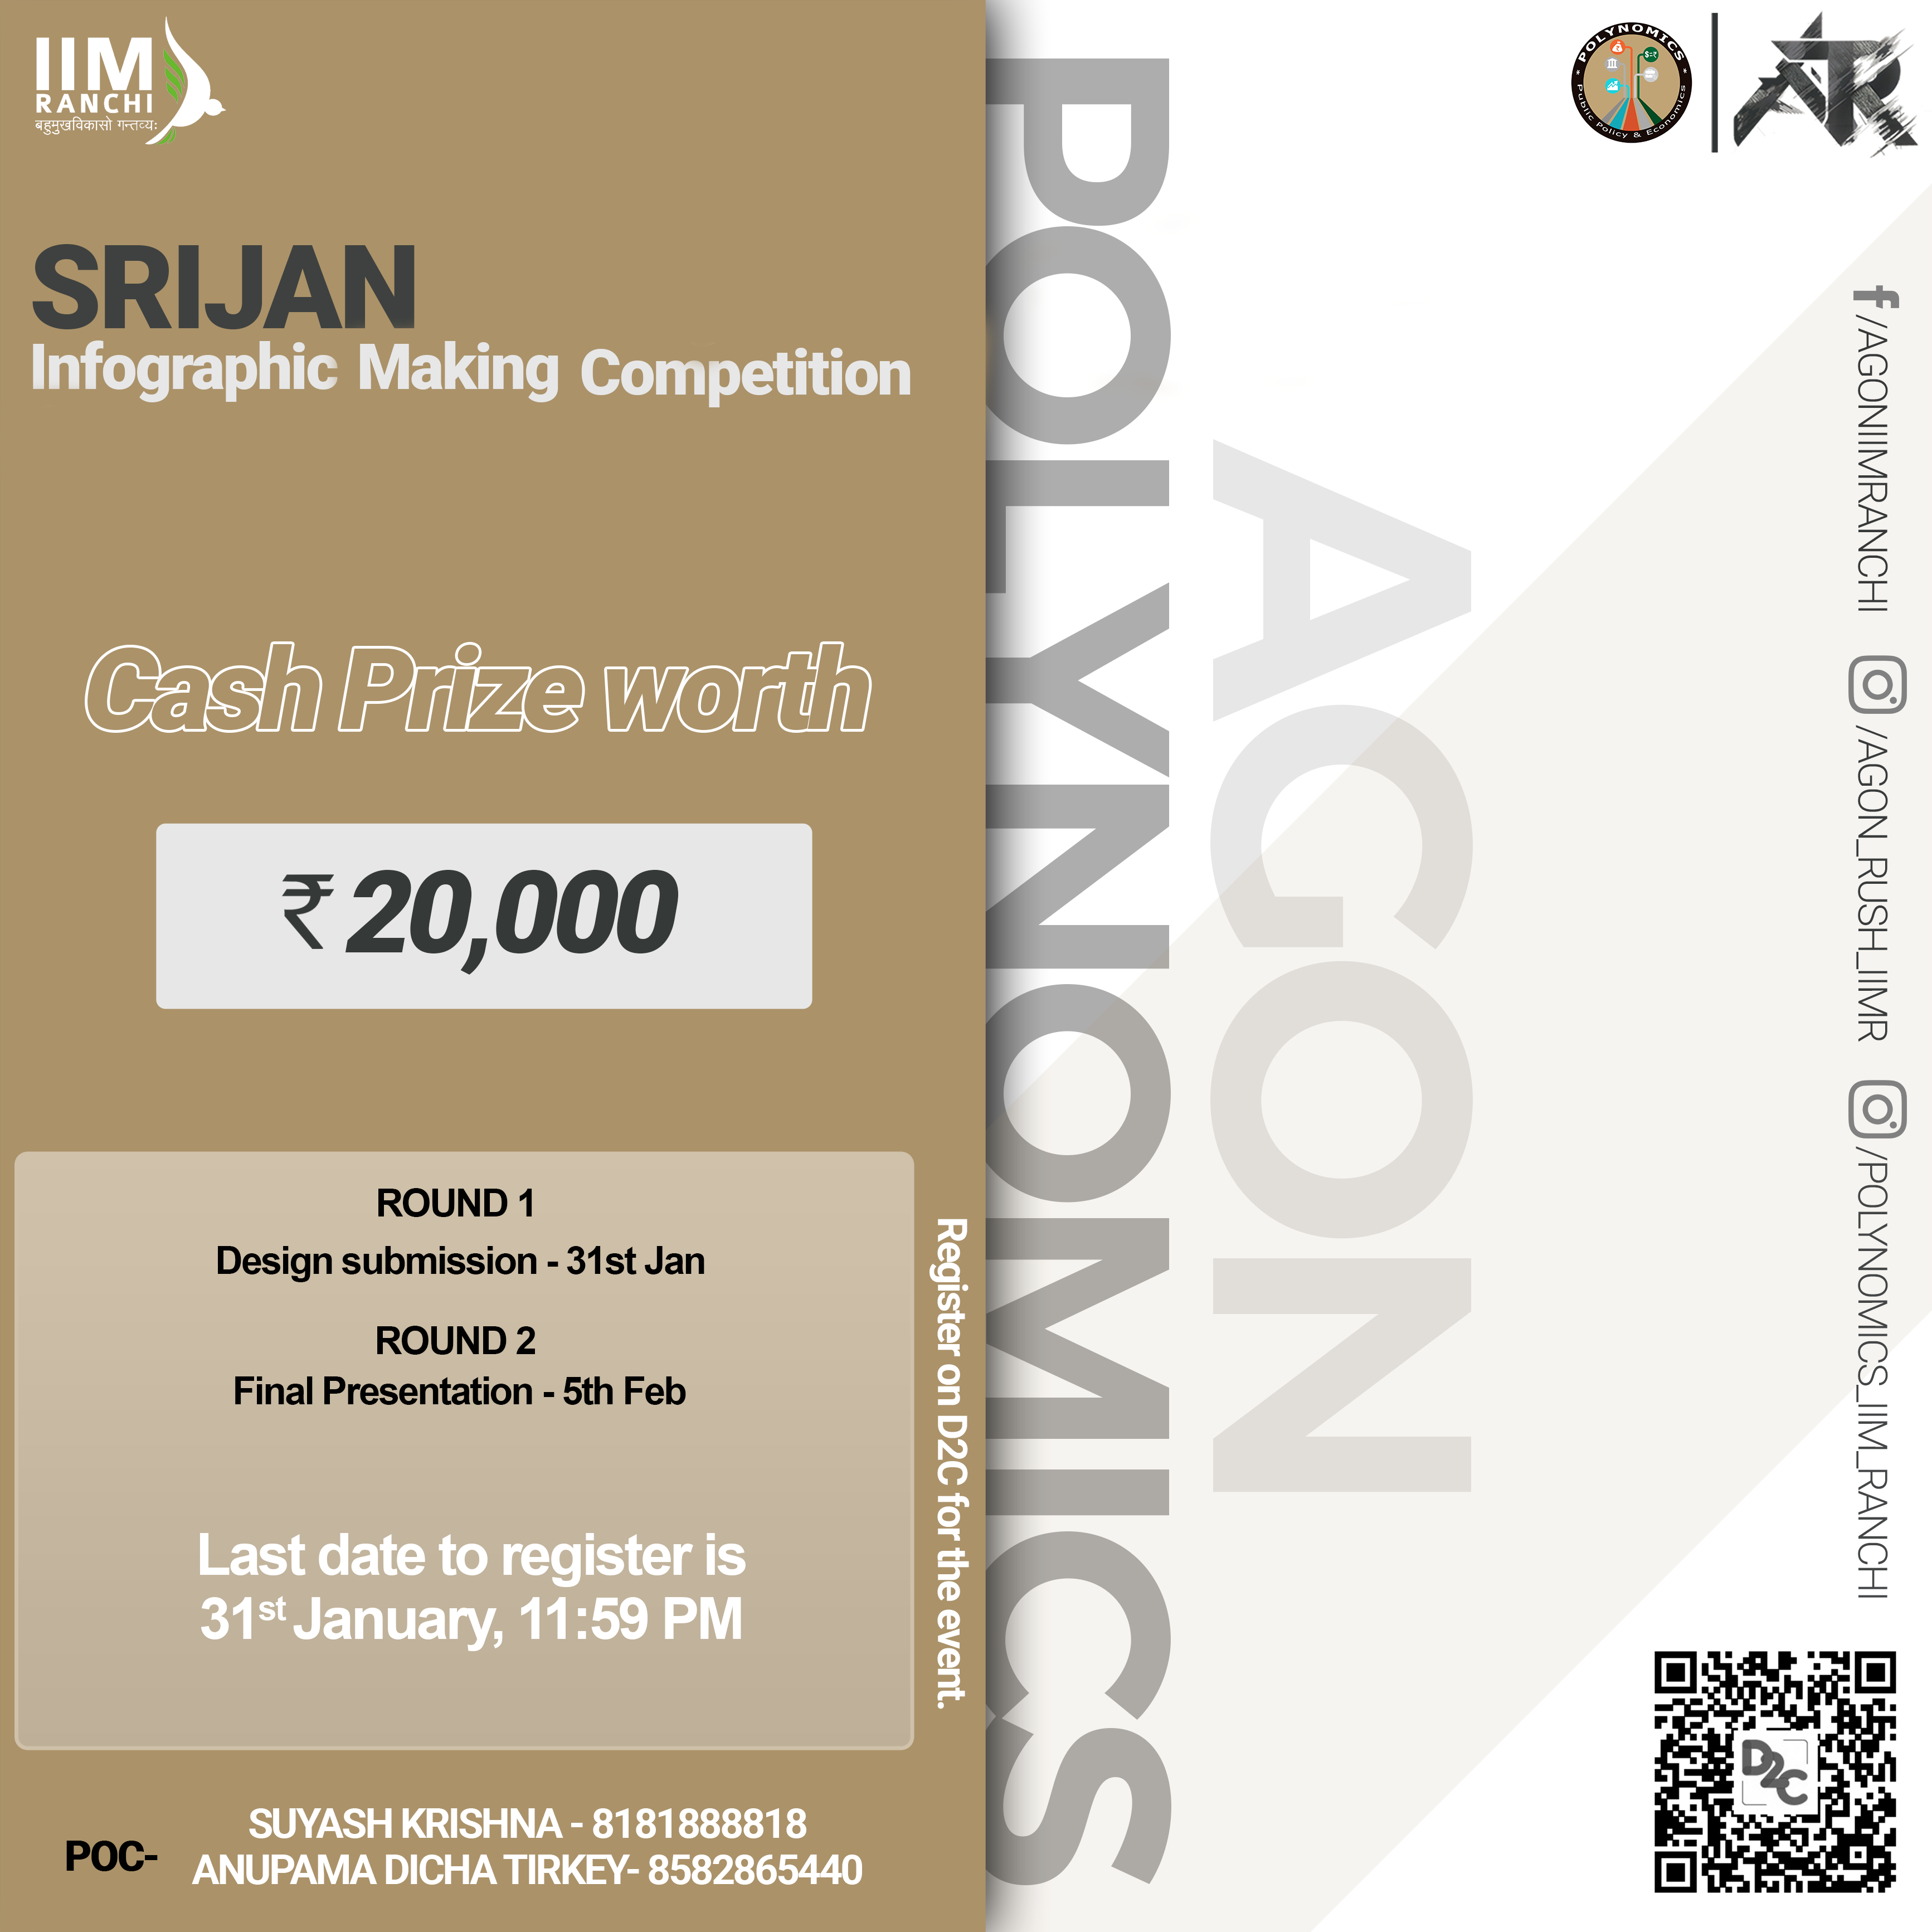 IIM
RANCHI
बहुमुखविकासो गन्तव्यः
POLYNOMICS
Public Policy & Economics
AR
SRIJAN
Infographic Making Competition
Cash Prize worth
₹ 20,000
ROUND 1
Design submission - 31st Jan
ROUND 2
Final Presentation - 5th Feb
Last date to register is
31st January, 11:59 PM
Register on D2C for the event.
POC-
SUYASH KRISHNA - 8181888818
ANUPAMA DICHA TIRKEY- 8582865440
POLYNOMICS
AGON
/AGONIIMRANCHI
/AGON_RUSH_IIMR
/POLYNOMICS_IIM_RANCHI
D2C